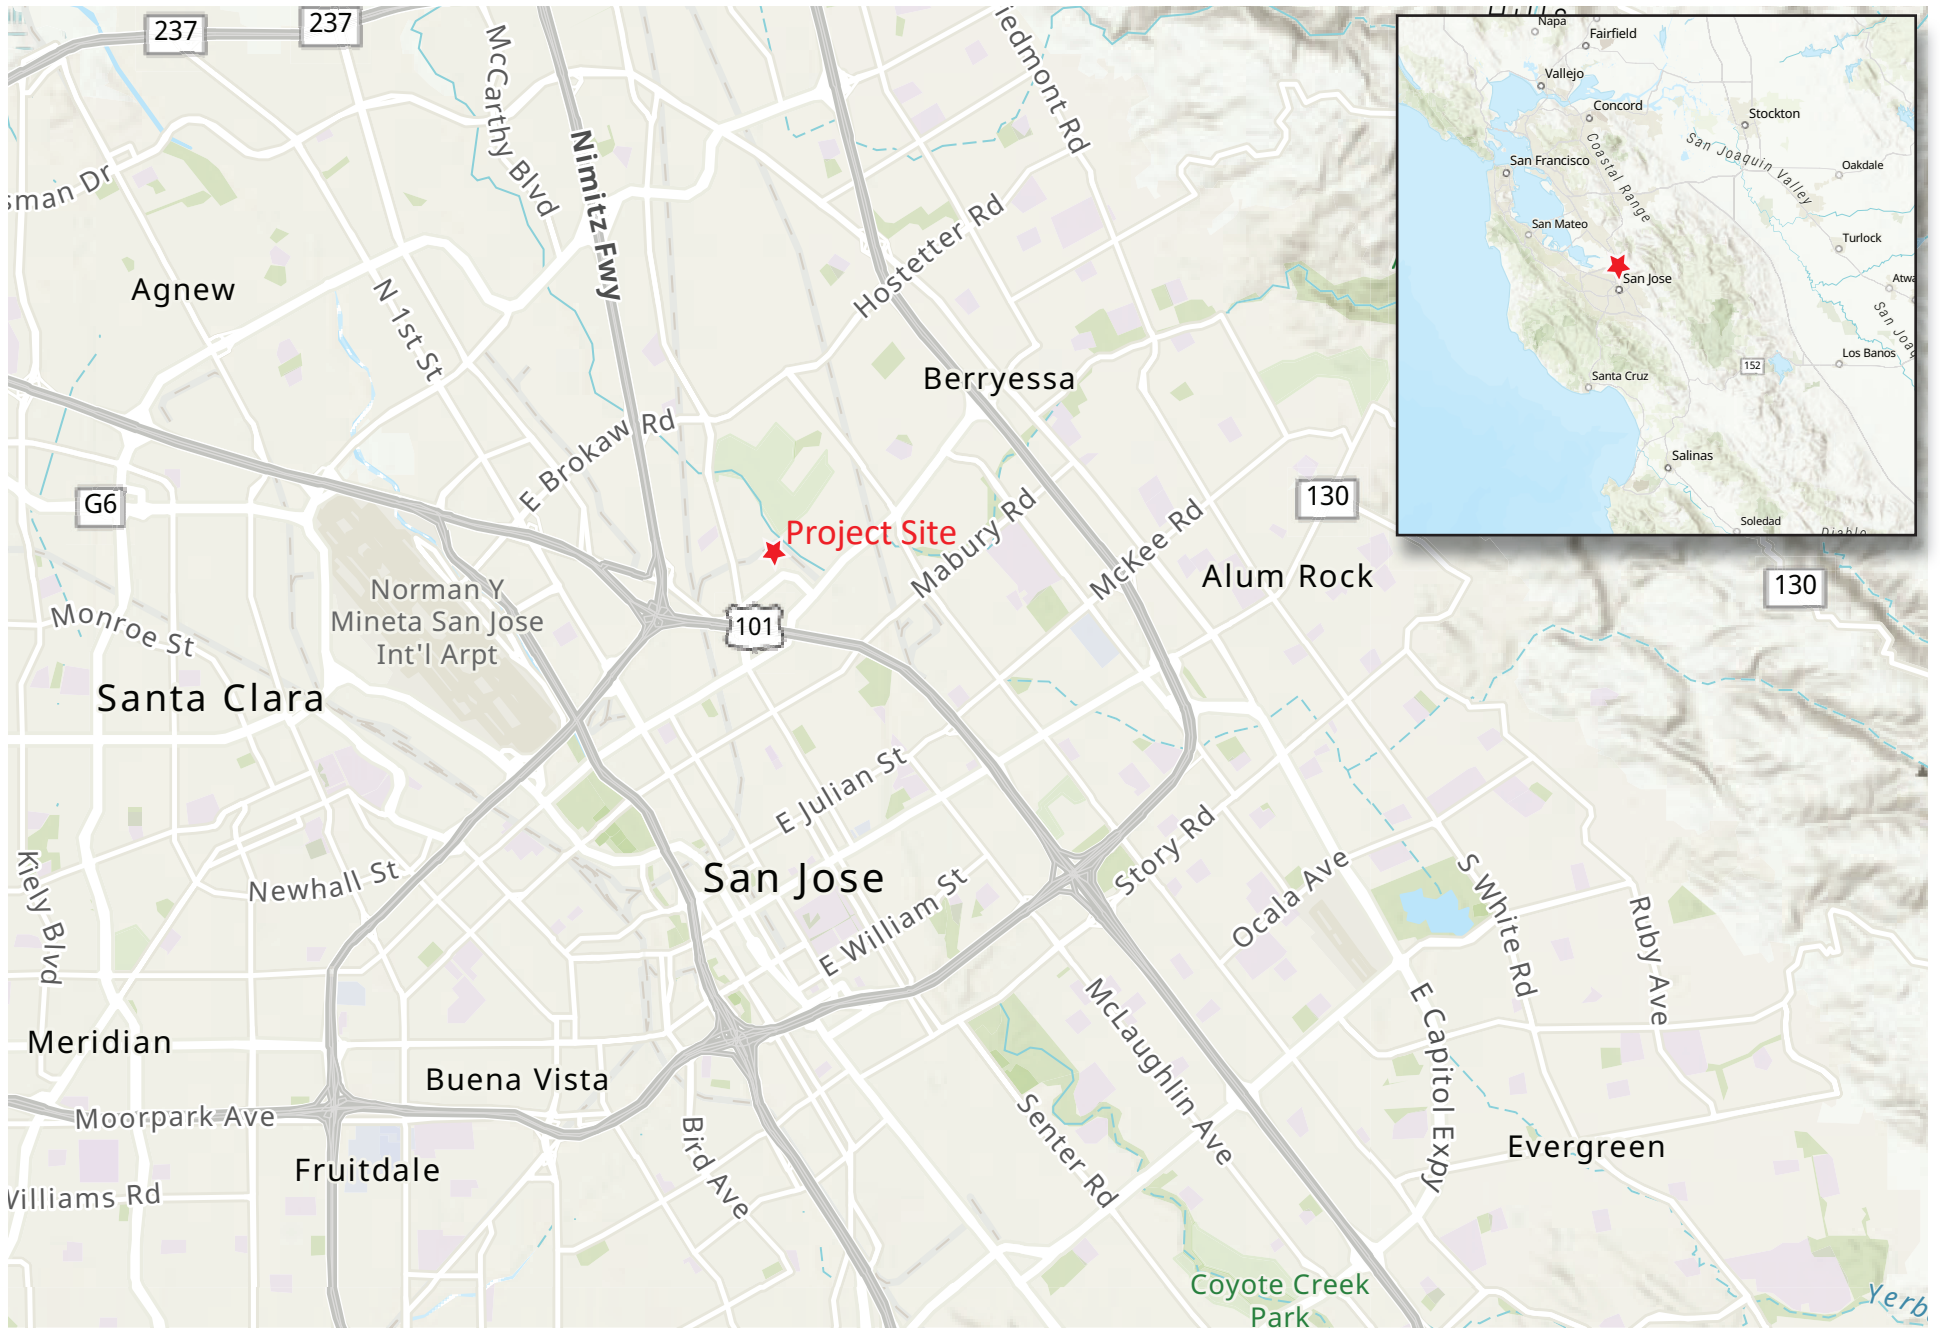 237
237
McCarthy Blvd
Nimitz Fwy
Hostetter Rd
Agnew
N 1st St
Berryessa
E Brokaw Rd
G6
Project Site
Mabury Rd
McKee Rd
130
Alum Rock
130
Norman Y
Mineta San Jose
Int'l Arpt
Monroe St
101
Santa Clara
E Julian St
San Jose
Story Rd
Newhall St
Kiely Blvd
E William St
Ocala Ave
S White Rd
Ruby Ave
Meridian
Buena Vista
McLaughlin Ave
E Capitol Expy
Moorpark Ave
Bird Ave
Senter Rd
Evergreen
Fruitdale
Williams Rd
Coyote Creek
Park
Napa
Fairfield
Vallejo
Concord
Stockton
San Francisco
Coastal Range
San Joaquin Valley
Oakdale
San Mateo
Turlock
San Jose
Los Banos
152
Santa Cruz
Salinas
Soledad